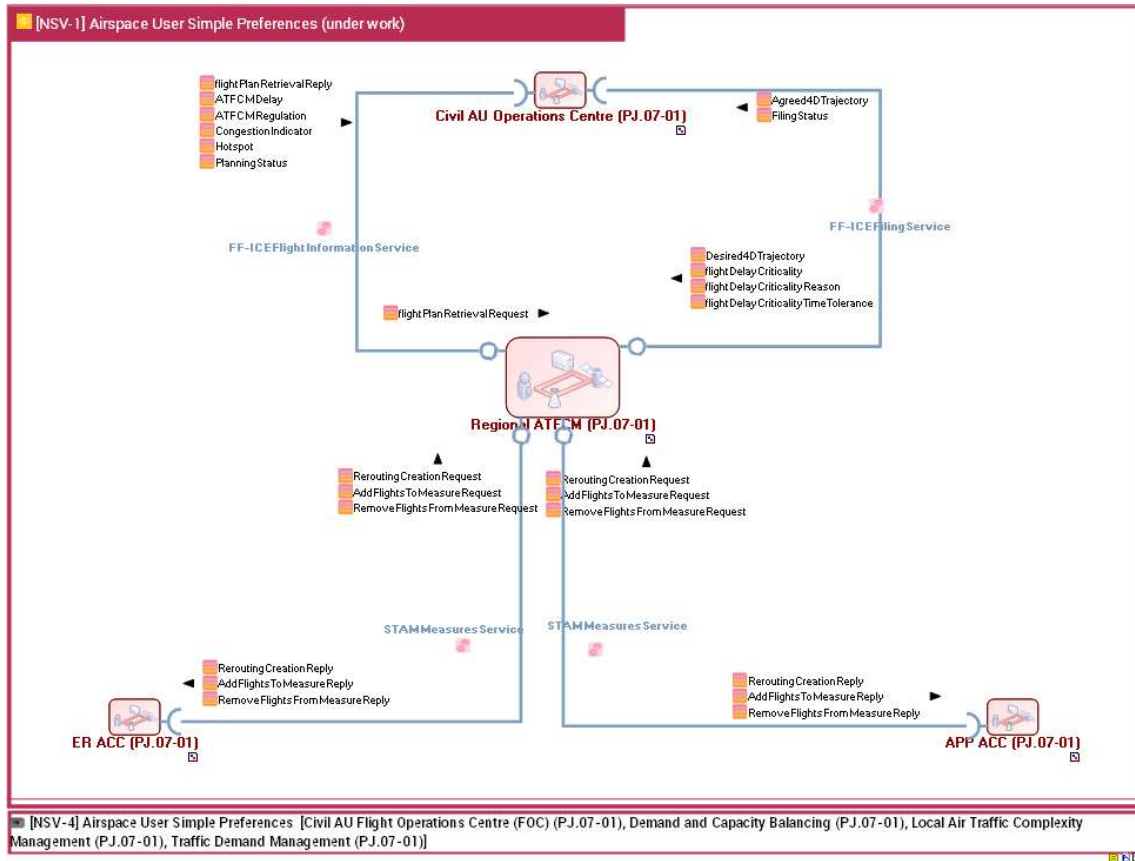 [NSV-1] Airspace User Simple Preferences (under work)
flightPlanRetrievalReply
ATFCMDelay
ATFCMRegulation
CongestionIndicator
Hotspot
PlanningStatus
Civil AU Operations Centre (PJ.07-01)
Agreed4DTrajectory
FilingStatus
FF-ICEFlightInformationService
FF-ICEFilingService
Desired4DTrajectory
flightDelayCriticality
flightDelayCriticalityReason
flightDelayCriticalityTimeTolerance
flightPlanRetrievalRequest
Regional ATFCM (PJ.07-01)
ReroutingCreationRequest
AddFlightsToMeasureRequest
RemoveFlightsFromMeasureRequest
ReroutingCreationRequest
AddFlightsToMeasureRequest
RemoveFlightsFromMeasureRequest
STAMMeasuresService
STAMMeasuresService
ReroutingCreationReply
AddFlightsToMeasureReply
RemoveFlightsFromMeasureReply
ReroutingCreationReply
AddFlightsToMeasureReply
RemoveFlightsFromMeasureReply
ER ACC (PJ.07-01)
APP ACC (PJ.07-01)
[NSV-4] Airspace User Simple Preferences [Civil AU Flight Operations Centre (FOC) (PJ.07-01), Demand and Capacity Balancing (PJ.07-01), Local Air Traffic Complexity
Management (PJ.07-01), Traffic Demand Management (PJ.07-01)]